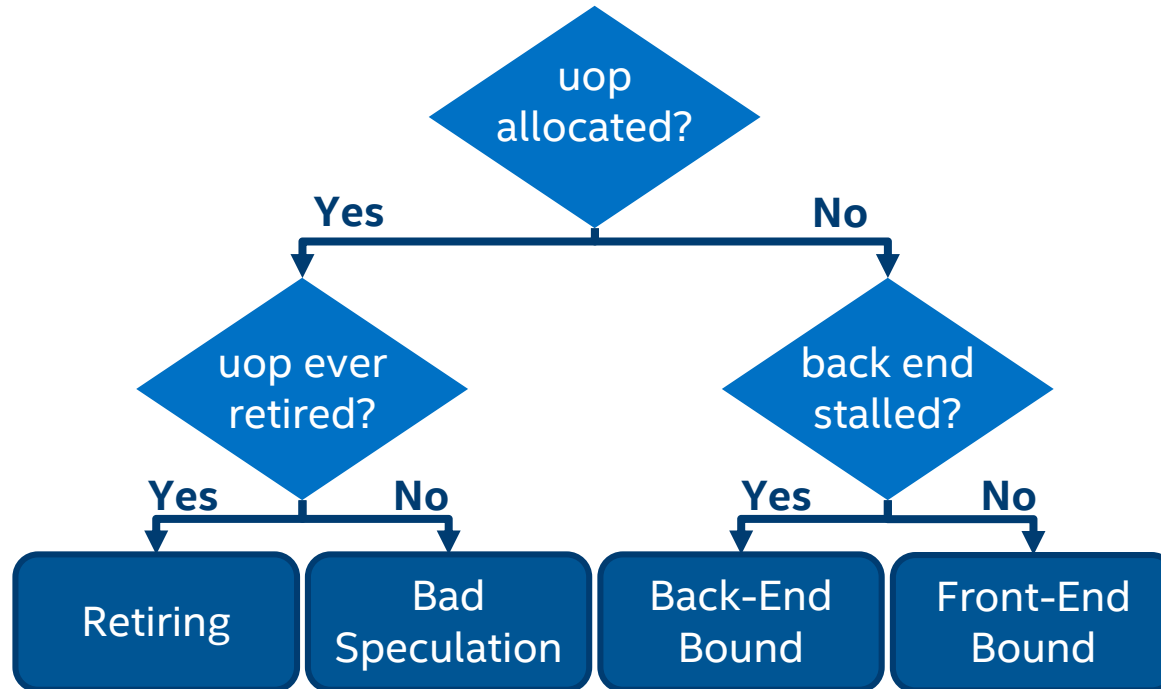 uop
allocated?
Yes
No
uop ever
retired?
back end
stalled?
Yes
No
Yes
No
Retiring
Bad
Speculation
Back-End
Bound
Front-End
Bound